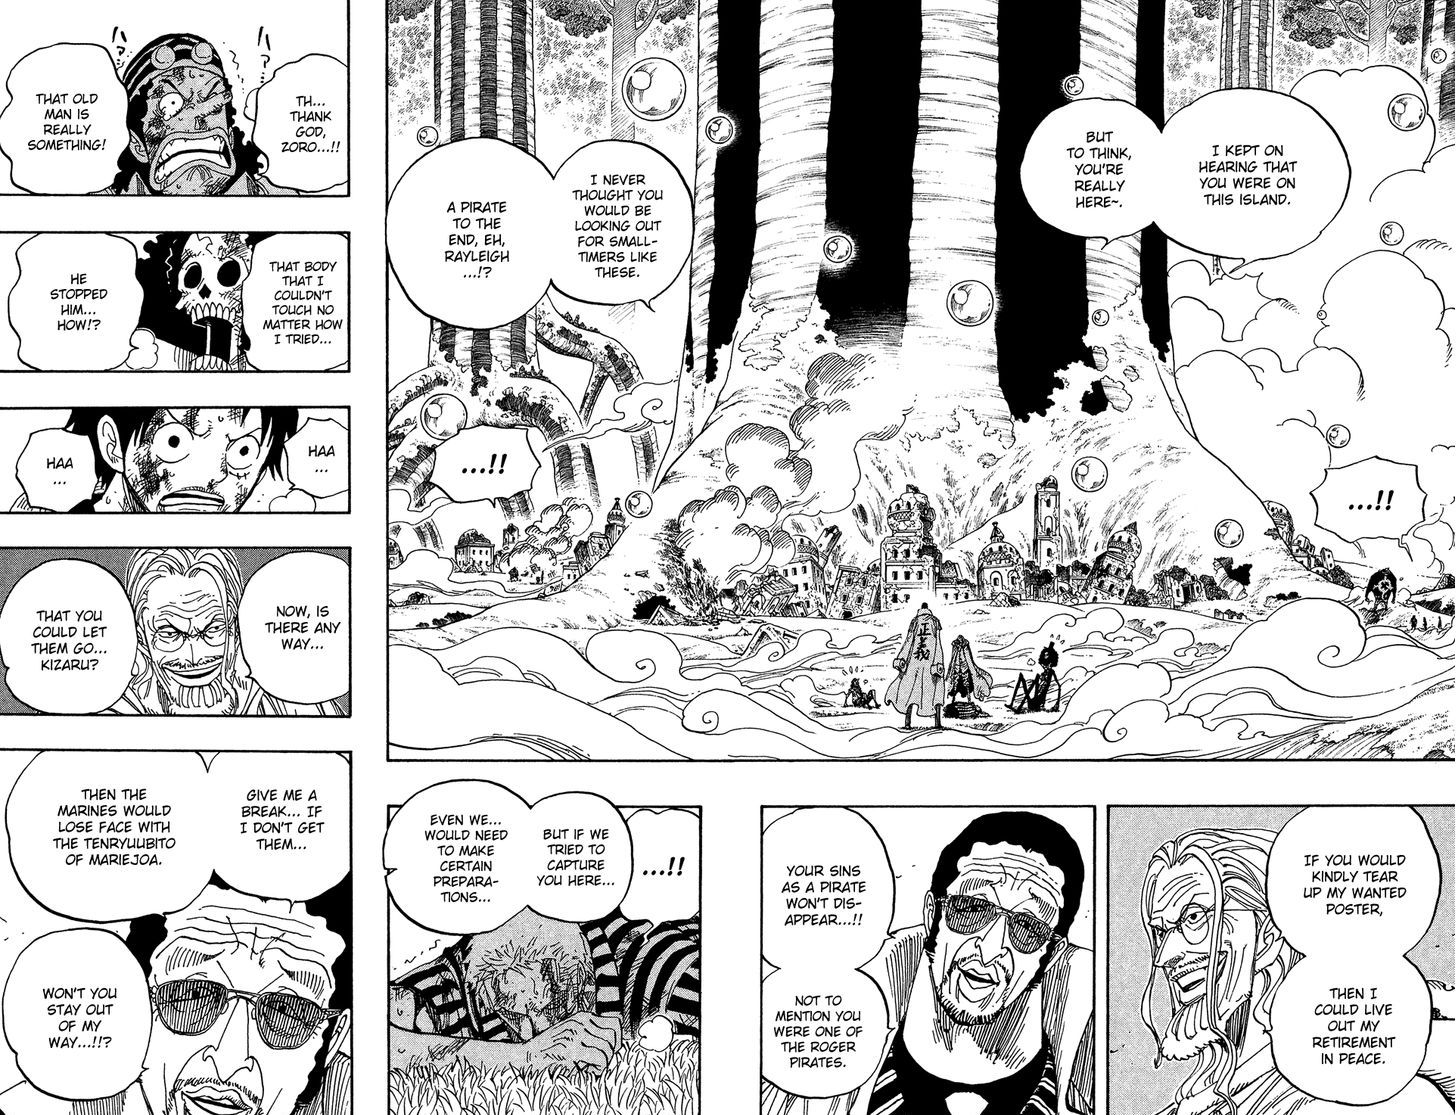 I KEPT ON
HEARING THAT
YOU WERE ON
THIS ISLAND.
BUT
TO THINK,
YOU'RE
REALLY
HERE~.
I NEVER
THOUGHT YOU
WOULD BE
LOOKING OUT
FOR SMALL-
TIMERS LIKE
THESE.
A PIRATE
TO THE
END, EH,
RAYLEIGH
...!?
...!!
...!!
正義
IF YOU WOULD
KINDLY TEAR
UP MY WANTED
POSTER,
THEN I
COULD LIVE
OUT MY
RETIREMENT
IN PEACE.
YOUR SINS
AS A PIRATE
WON'T DIS-
APPEAR...!!
NOT TO
MENTION YOU
WERE ONE OF
THE ROGER
PIRATES.
...!!
BUT IF WE
TRIED TO
CAPTURE
YOU HERE...
EVEN WE...
WOULD NEED
TO MAKE
CERTAIN
PREPARA-
TIONS...
ハァ
ハァ
TH...
THANK
GOD,
ZORO...!!
THAT OLD
MAN IS
REALLY
SOMETHING!
THAT BODY
THAT I
COULDN'T
TOUCH NO
MATTER HOW
I TRIED...
HE
STOPPED
HIM...
HOW!?
HAA
...
HAA
...
NOW, IS
THERE ANY
WAY...
THAT YOU
COULD LET
THEM GO...
KIZARU?
GIVE ME A
BREAK... IF
I DON'T GET
THEM...
THEN THE
MARINES WOULD
LOSE FACE WITH
THE TENRYUUBITO
OF MARIEJOA.
WON'T YOU
STAY OUT
OF MY
WAY...!!?